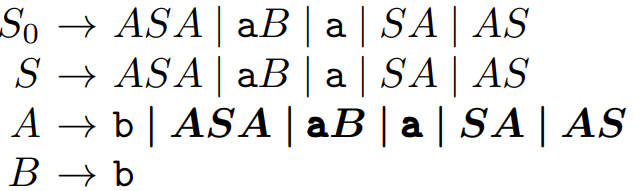 S₀ → ASA | aB | a | SA | AS
S → ASA | aB | a | SA | AS
A → b | ASA | aB | a | SA | AS
B → b